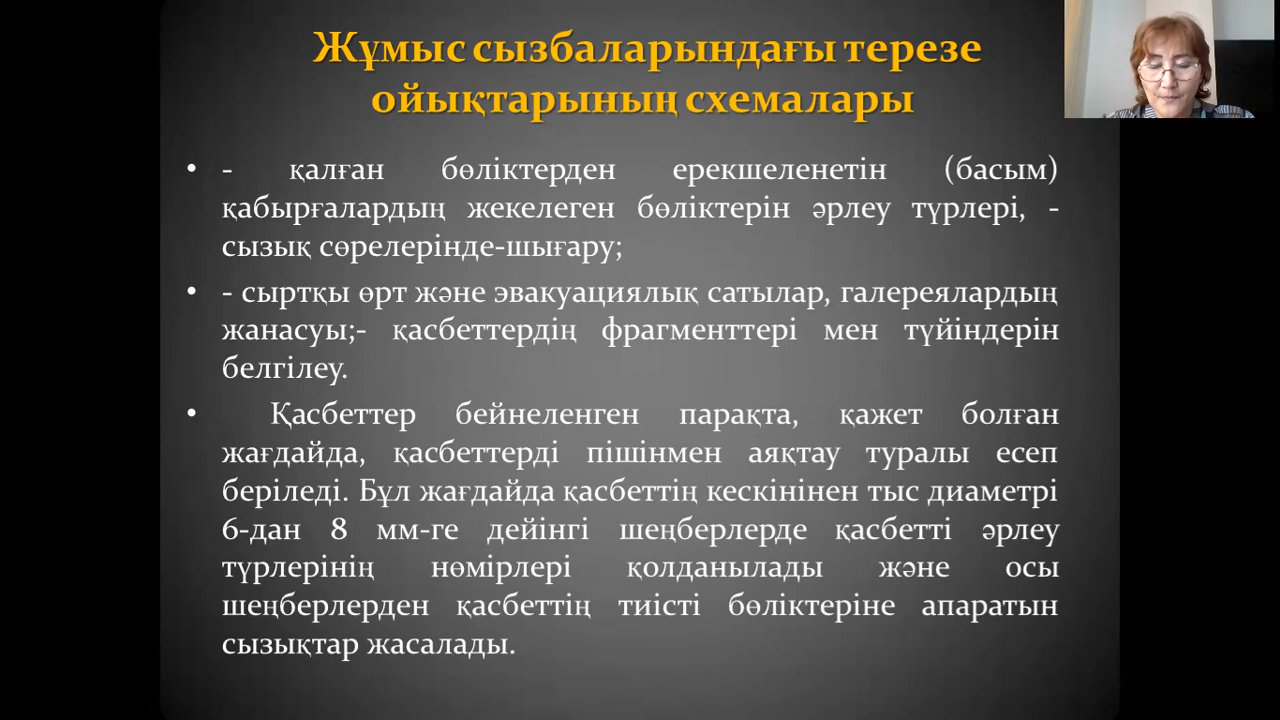 Жұмыс сызбаларындағы терезе
ойықтарының схемалары
• - қалған бөліктерден ерекшеленетін (басым)
қабырғалардың жекелеген бөліктерін әрлеу түрлері, -
сызық сөрелерінде-шығару;
• - сыртқы өрт және эвакуациялық сатылар, галереялардың
жанасуы;- қасбеттердің фрагменттері мен түйіндерін
белгілеу.
• Қасбеттер бейнеленген парақта, қажет болған
жағдайда, қасбеттерді пішінмен аяқтау туралы есеп
беріледі. Бұл жағдайда қасбеттің кескінінен тыс диаметрі
6-дан 8 мм-ге дейінгі шеңберлерде қасбетті әрлеу
түрлерінің нөмірлері қолданылады және осы
шеңберлерден қасбеттің тиісті бөліктеріне апаратын
сызықтар жасалады.